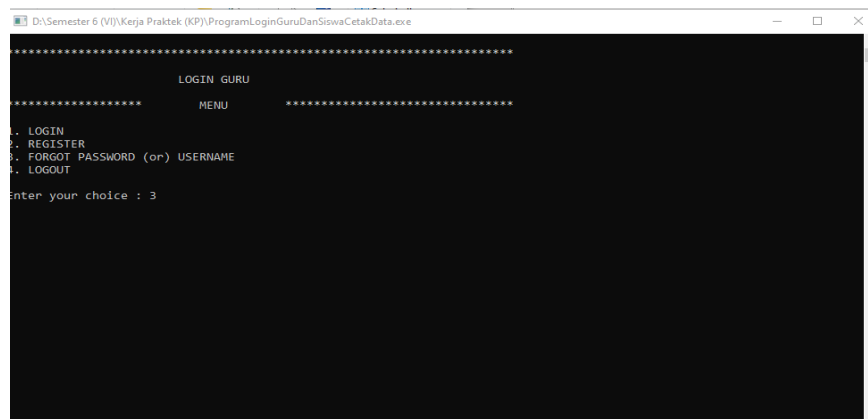 D:\Semester 6 (VI)\Kerja Praktek (KP)\ProgramLoginGuruDanSiswaCetakData.exe
***********************************************************************
LOGIN GURU
******************* MENU ********************************
1. LOGIN
2. REGISTER
3. FORGOT PASSWORD (or) USERNAME
4. LOGOUT
Enter your choice : 3